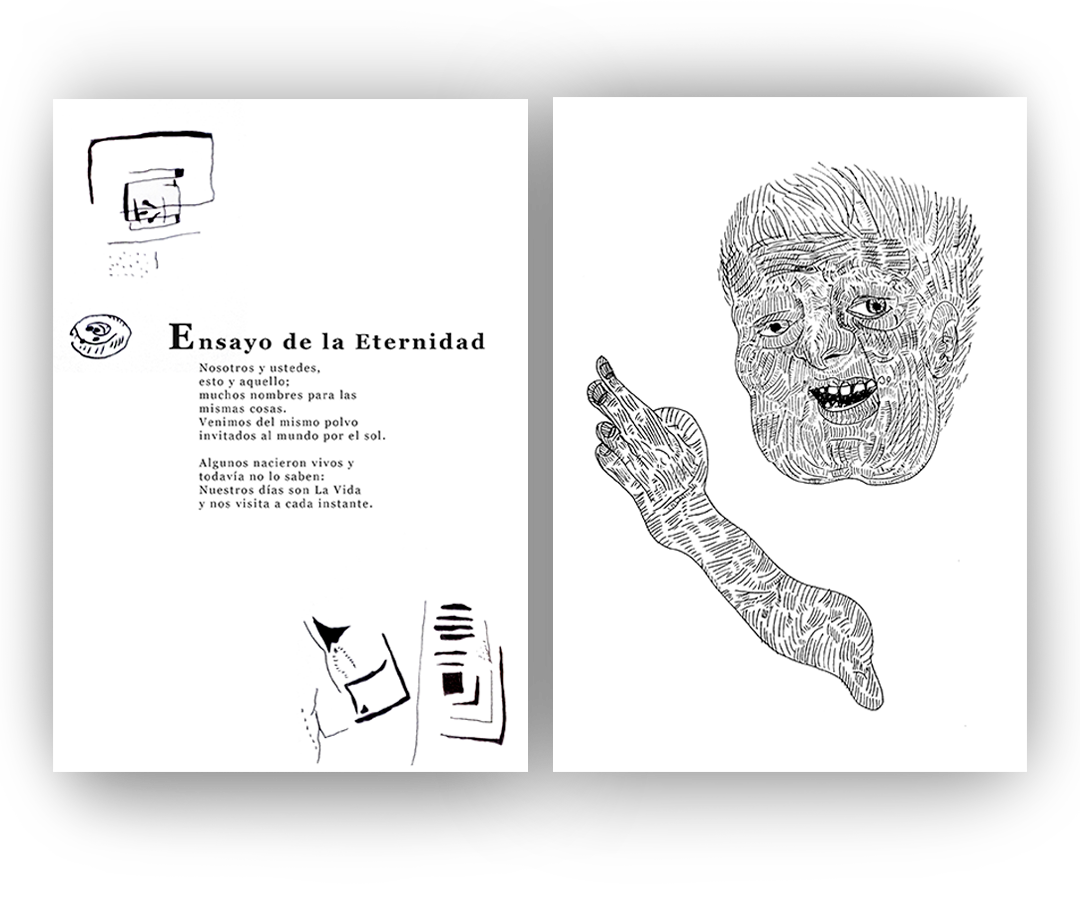 Ensayo de la Eternidad
Nosotros y ustedes,
esto y aquello;
muchos nombres para las
mismas cosas.
Venimos del mismo polvo
invitados al mundo por el sol.
Algunos nacieron vivos y
todavía no lo saben:
Nuestros días son La Vida
y nos visita a cada instante.